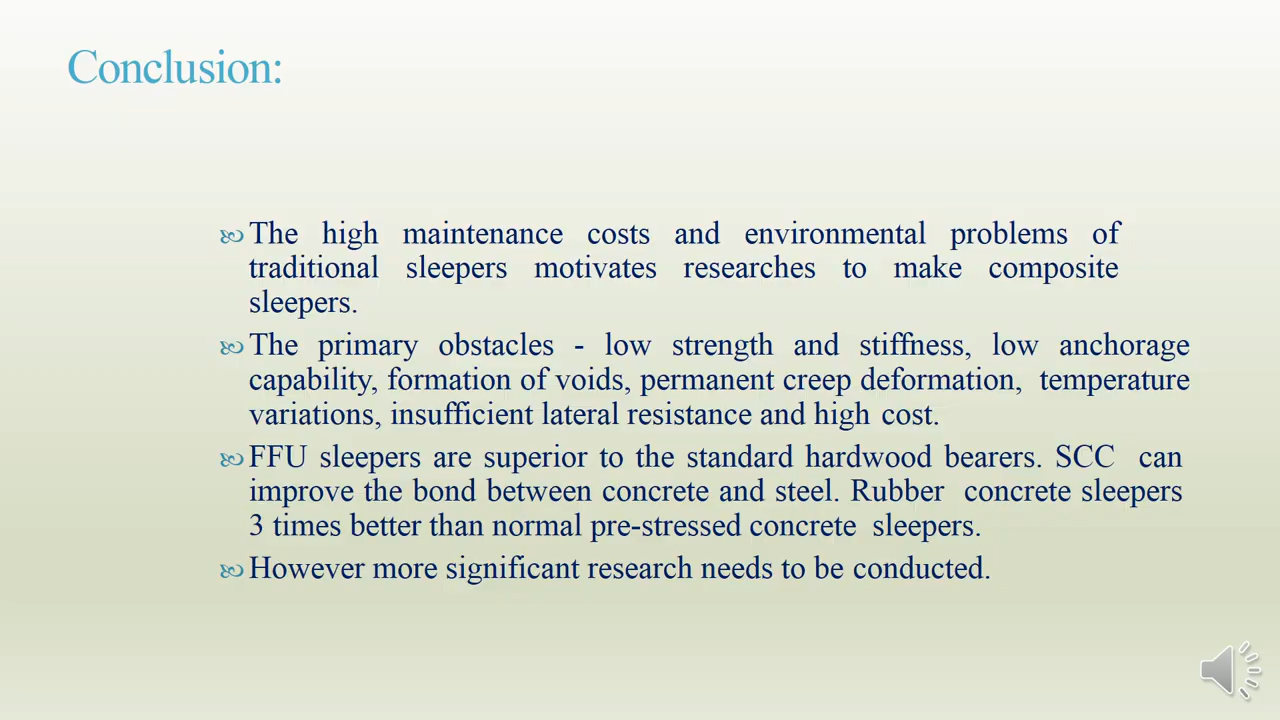 Conclusion:
The high maintenance costs and environmental problems of
traditional sleepers motivates researches to make composite
sleepers.
The primary obstacles - low strength and stiffness, low anchorage
capability, formation of voids, permanent creep deformation, temperature
variations, insufficient lateral resistance and high cost.
FFU sleepers are superior to the standard hardwood bearers. SCC can
improve the bond between concrete and steel. Rubber concrete sleepers
3 times better than normal pre-stressed concrete sleepers.
However more significant research needs to be conducted.